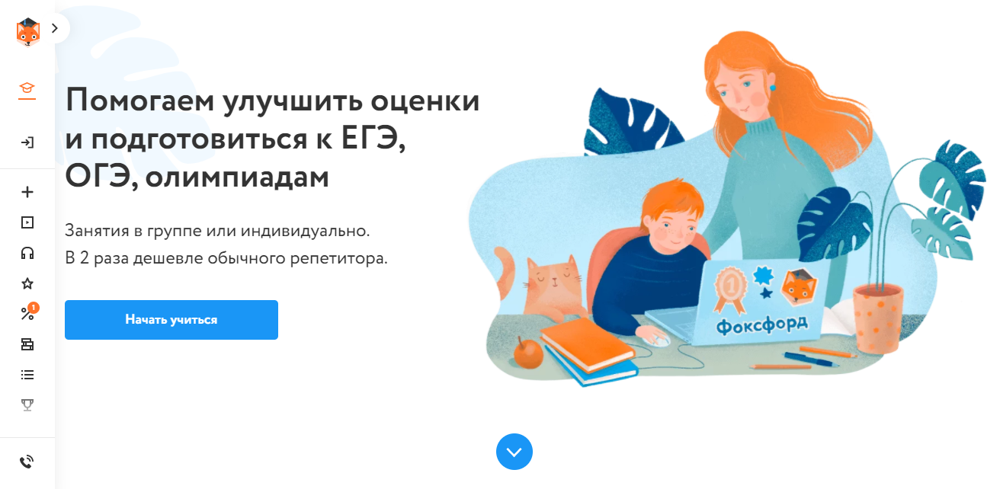 Помогаем улучшить оценки
и подготовиться к ЕГЭ,
ОГЭ, олимпиадам
Занятия в группе или индивидуально.
В 2 раза дешевле обычного репетитора.
Начать учиться
1
1
Фоксфорд